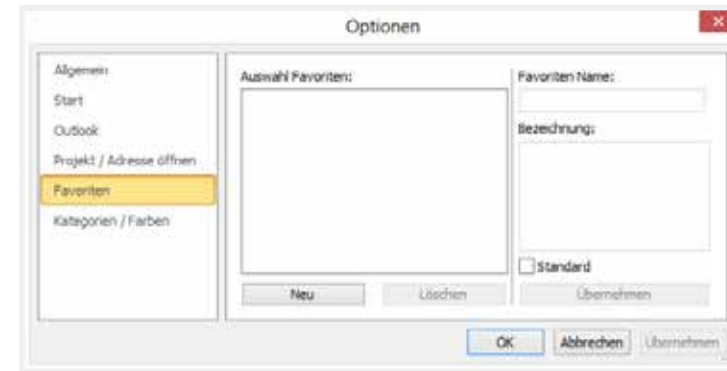 Optionen
Allgemein
Start
Outlook
Projekt / Adresse öffnen
Favoriten
Kategorien / Farben
Auswahl Favoriten:
Neu
Löschen
Favoriten Name:
Bezeichnung:
Standard
Übernehmen
OK
Abbrechen
Übernehmen